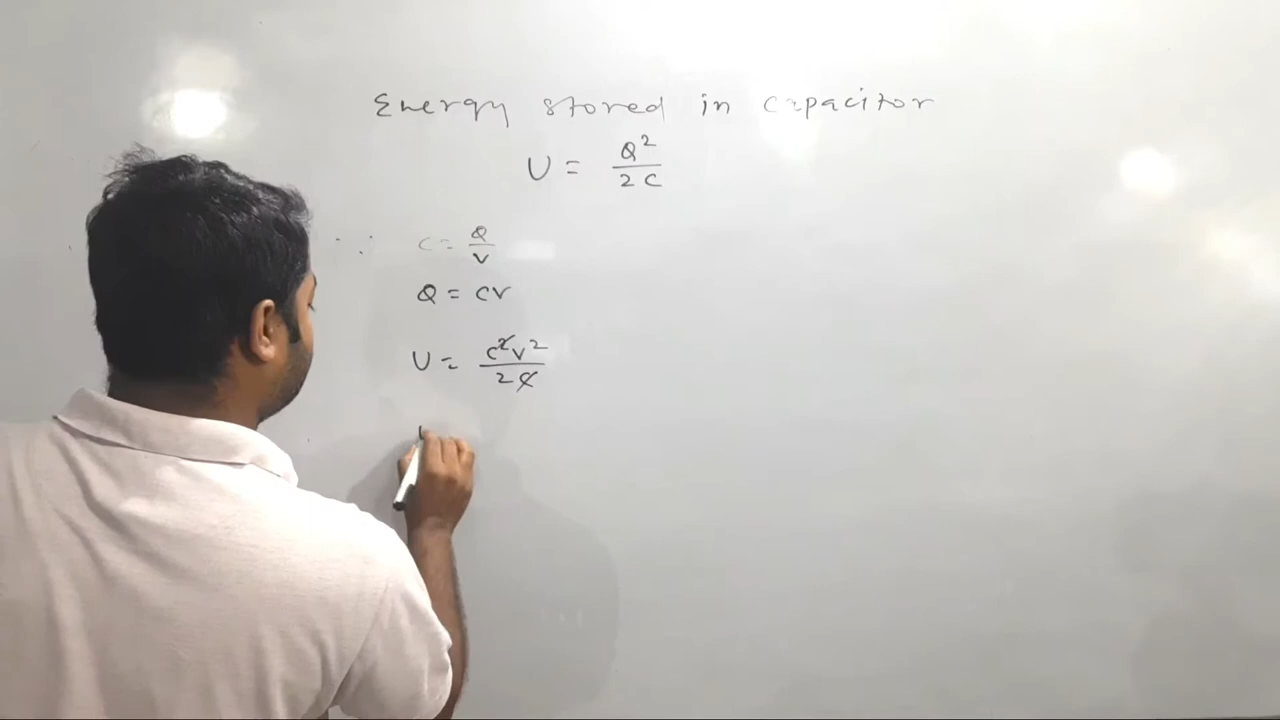 Energy stored in capacitor
U = Q²/2C
∵ C = Q/V
Q = CV
U = C²V²/2C